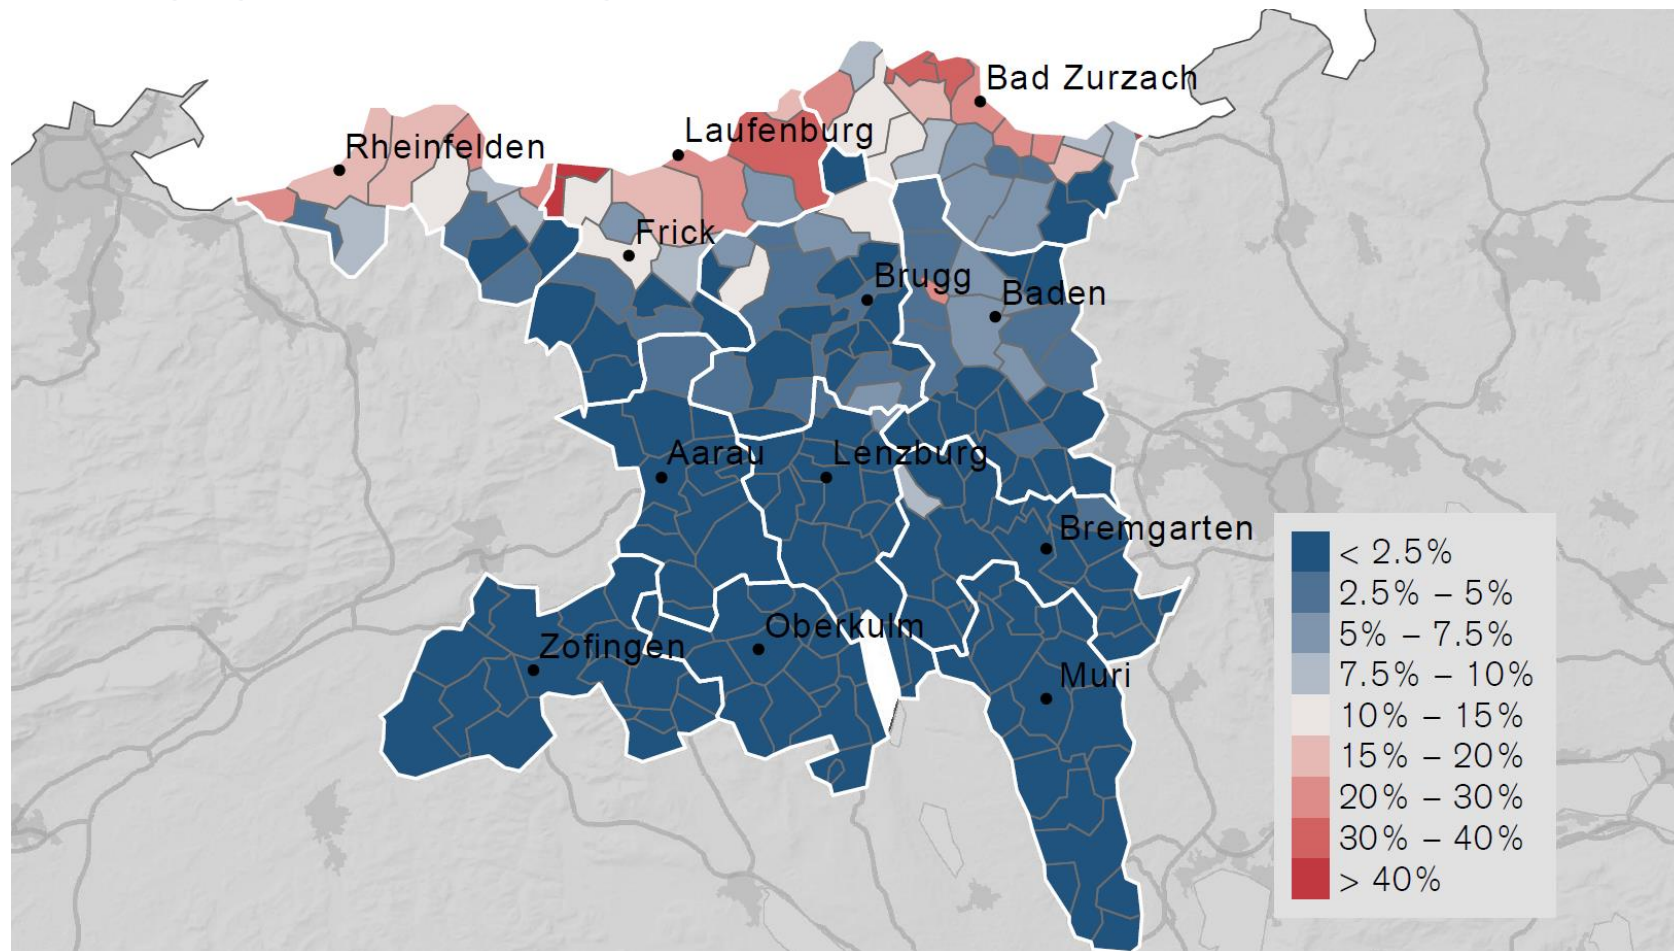 Bad Zurzach
Laufenburg
Rheinfelden
Frick
Brugg
Baden
Aarau
Lenzburg
Bremgarten
Oberkulm
Zofingen
Muri
< 2.5%
2.5% – 5%
5% – 7.5%
7.5% – 10%
10% – 15%
15% – 20%
20% – 30%
30% – 40%
> 40%